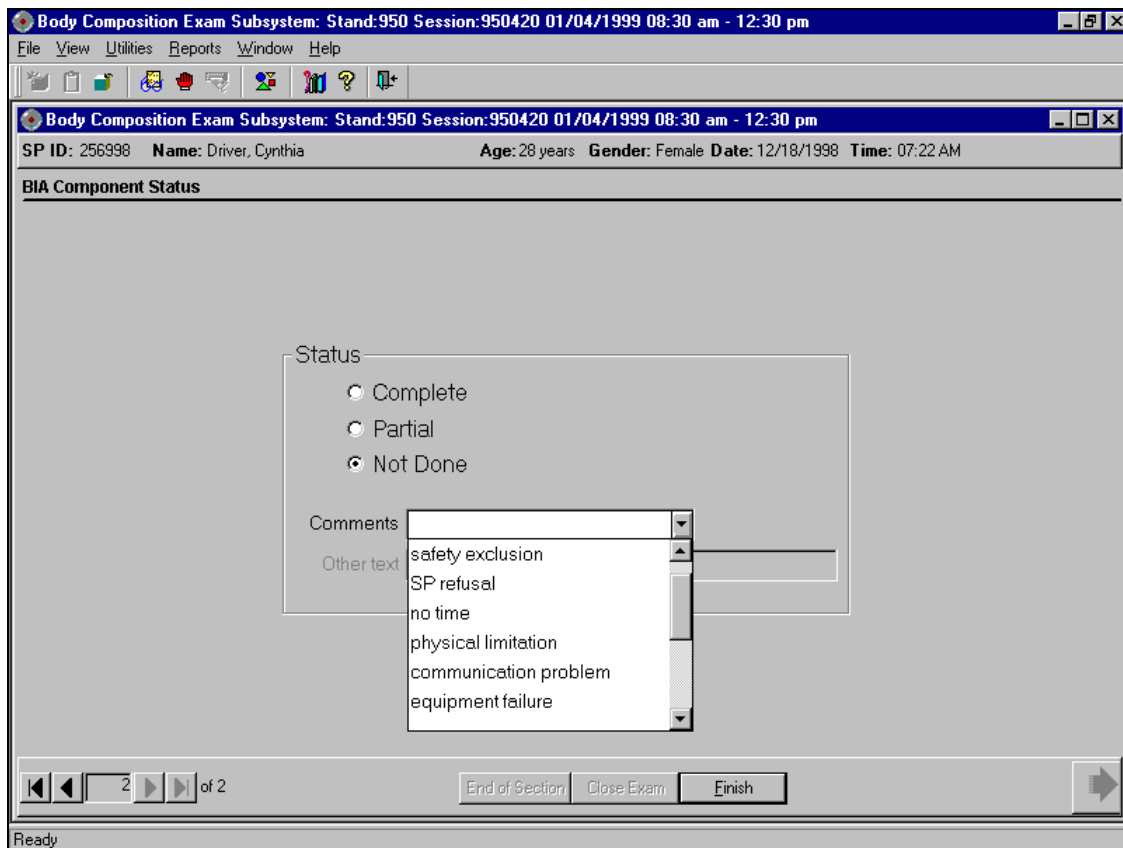 Body Composition Exam Subsystem: Stand:950 Session:950420 01/04/1999 08:30 am - 12:30 pm
File View Utilities Reports Window Help
Body Composition Exam Subsystem: Stand:950 Session:950420 01/04/1999 08:30 am - 12:30 pm
SP ID: 256998 Name: Driver, Cynthia Age: 28 years Gender: Female Date: 12/18/1998 Time: 07:22 AM
BIA Component Status
Status
Complete
Partial
Not Done
Comments
Other text
safety exclusion
SP refusal
no time
physical limitation
communication problem
equipment failure
2 of 2 End of Section Close Exam Finish
Ready